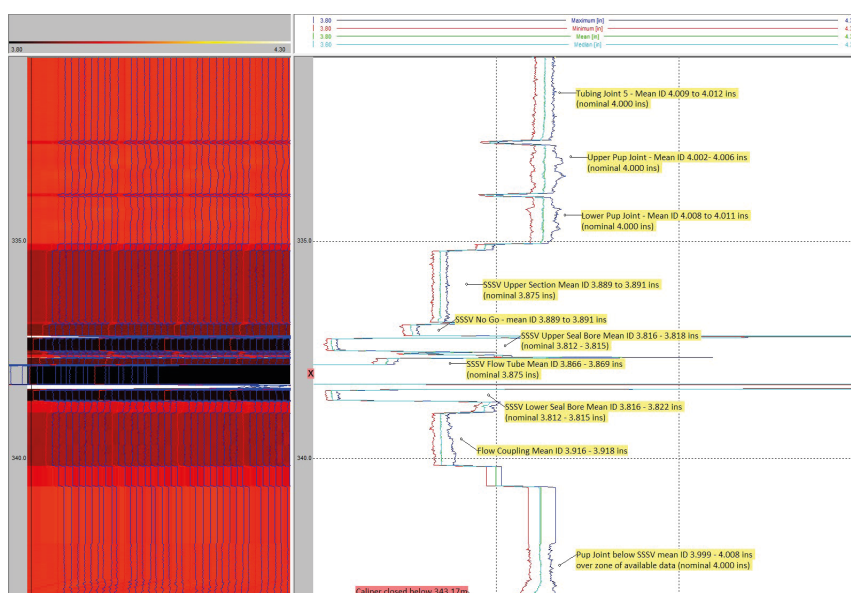 3.80 Maximum [in] 4.
3.80 Minimum [in] 4.
3.80 Mean [in] 4.
3.80 Median [in] 4.
3.80 4.30
Tubing Joint 5 - Mean ID 4.009 to 4.012 ins
(nominal 4.000 ins)
Upper Pup Joint - Mean ID 4.002- 4.006 ins
(nominal 4.000 ins)
Lower Pup Joint - Mean ID 4.008 to 4.011 ins
(nominal 4.000 ins)
335.0 335.0
SSSV Upper Section Mean ID 3.889 to 3.891 ins
(nominal 3.875 ins)
SSSV No Go - mean ID 3.889 to 3.891 ins
SSSV Upper Seal Bore Mean ID 3.816 - 3.818 ins
(nominal 3.812 - 3.815)
SSSV Flow Tube Mean ID 3.866 - 3.869 ins
(nominal 3.875 ins)
X
SSSV Lower Seal Bore Mean ID 3.816 - 3.822 ins
(nominal 3.812 - 3.815 ins)
Flow Coupling Mean ID 3.916 - 3.918 ins
340.0 340.0
Pup Joint below SSSV mean ID 3.999 - 4.008 ins
over zone of available data (nominal 4.000 ins)
Caliper closed below 343.17m